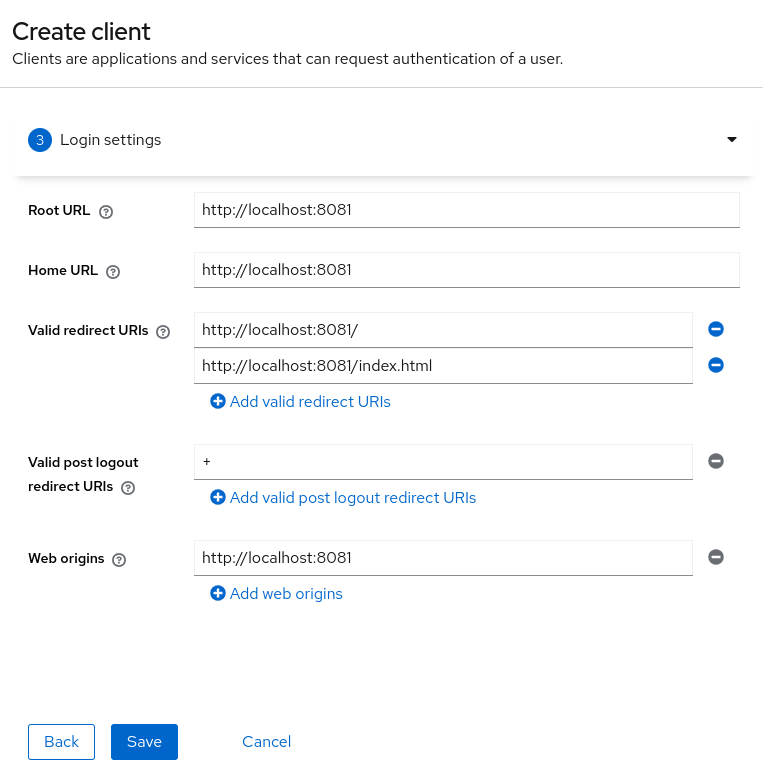 Create client
Clients are applications and services that can request authentication of a user.
3 Login settings
Root URL http://localhost:8081
Home URL http://localhost:8081
Valid redirect URIs http://localhost:8081/
http://localhost:8081/index.html
Add valid redirect URIs
Valid post logout
redirect URIs
+
Add valid post logout redirect URIs
Web origins http://localhost:8081
Add web origins
Back Save Cancel